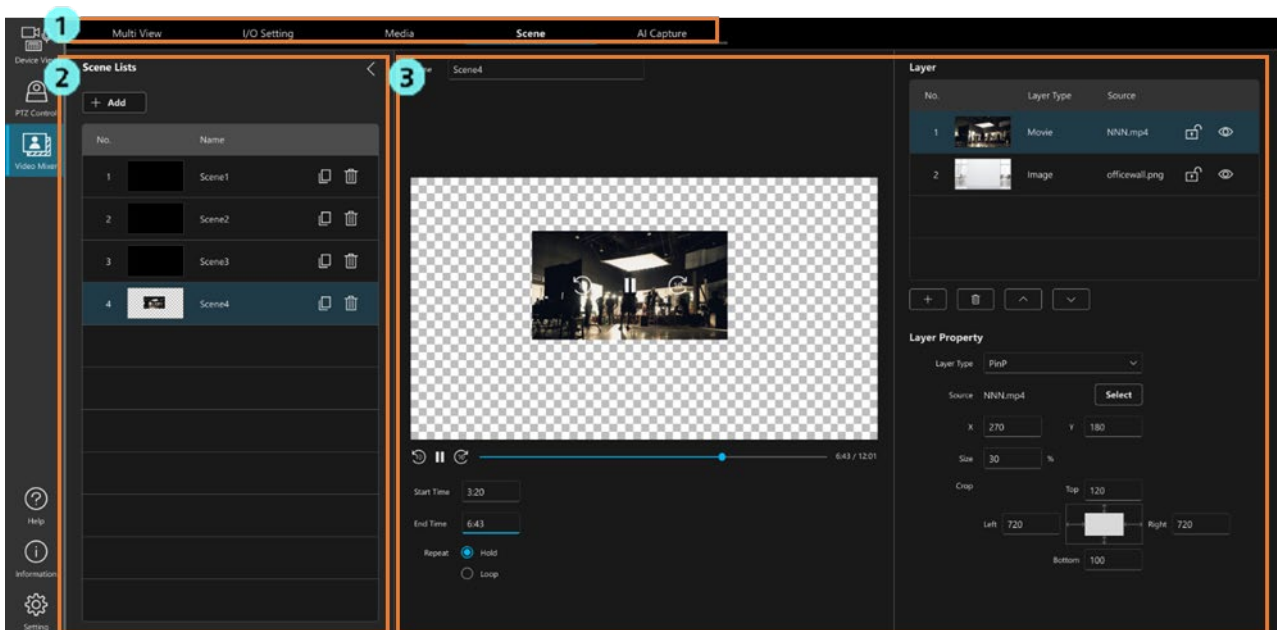 1
Multi View I/O Setting Media Scene AI Capture
Device View
2
Scene Lists
3
Scene4
Layer
+ Add
No. Layer Type Source
PTZ Control
1 Movie NNN.mp4
No. Name
Video Mixer
1 Scene1
2 Image officewall.png
2 Scene2
3 Scene3
4 Scene4
Layer Property
Layer Type PinP
Source NNN.mp4 Select
X 270 Y 180
10 10 6:43 / 12:01
Size 30 %
Start Time 3:20
Crop Top 120
End Time 6:43
Left 720 Right 720
Help
Repeat Hold
Bottom 100
Loop
Information
Setting